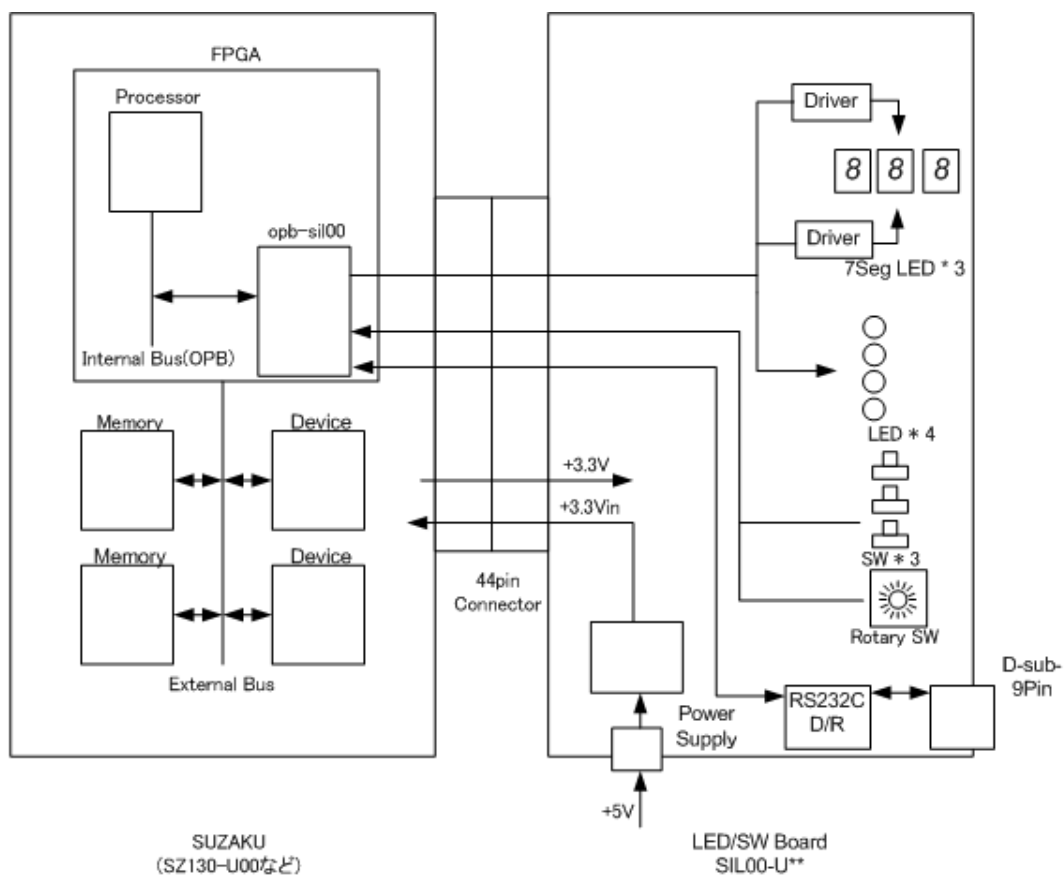 FPGA
Processor
opb-sil00
Internal Bus(OPB)
Memory
Device
Memory
Device
External Bus
SUZAKU
(SZ130-U00など)
+3.3V
+3.3Vin
44pin
Connector
Driver
8 8 8
Driver
7Seg LED * 3
LED * 4
SW * 3
Rotary SW
D-sub-
9Pin
RS232C
D/R
Power
Supply
+5V
LED/SW Board
SIL00-U**